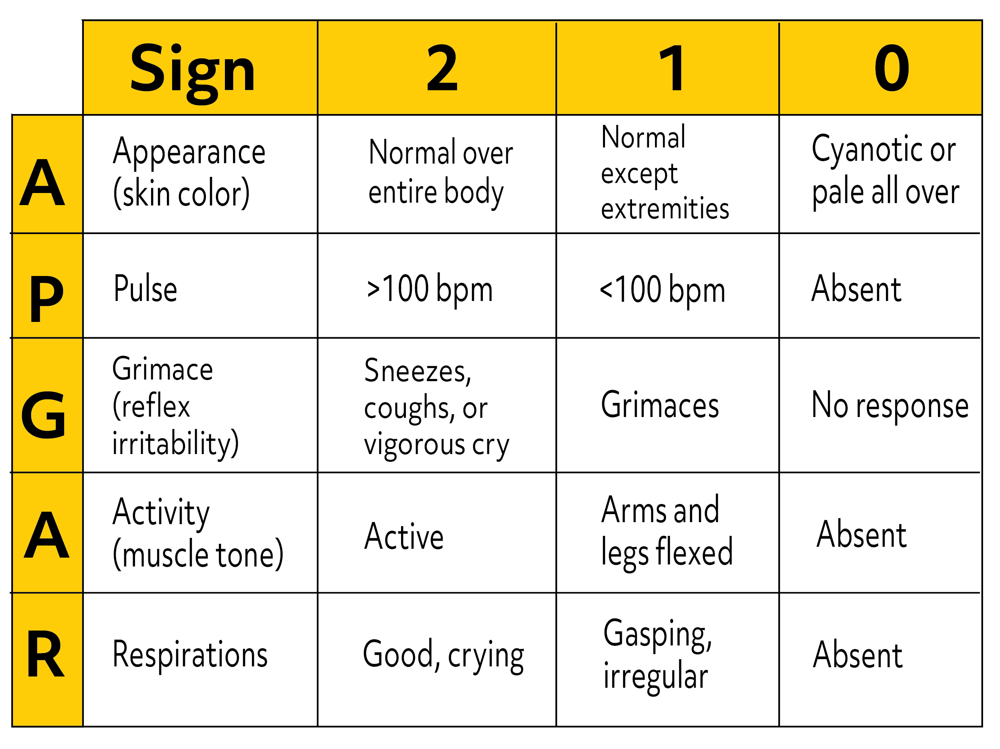 Sign 2 1 0
A
Appearance
(skin color)
Normal over
entire body
Normal
except
extremities
Cyanotic or
pale all over
P
Pulse
>100 bpm
<100 bpm
Absent
G
Grimace
(reflex
irritability)
Sneezes,
coughs, or
vigorous cry
Grimaces
No response
A
Activity
(muscle tone)
Active
Arms and
legs flexed
Absent
R
Respirations
Good, crying
Gasping,
irregular
Absent